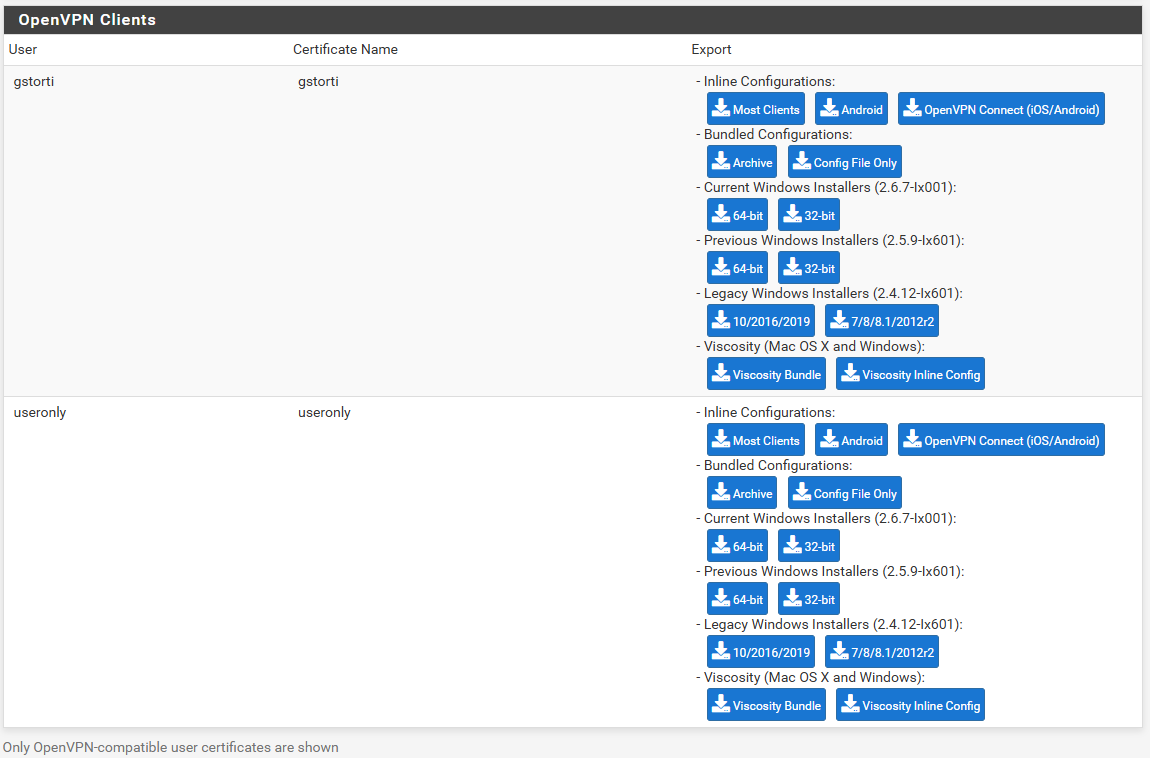 OpenVPN Clients
User Certificate Name Export
gstorti gstorti - Inline Configurations:
Most Clients Android OpenVPN Connect (iOS/Android)
- Bundled Configurations:
Archive Config File Only
- Current Windows Installers (2.6.7-Ix001):
64-bit 32-bit
- Previous Windows Installers (2.5.9-Ix601):
64-bit 32-bit
- Legacy Windows Installers (2.4.12-Ix601):
10/2016/2019 7/8/8.1/2012r2
- Viscosity (Mac OS X and Windows):
Viscosity Bundle Viscosity Inline Config
useronly useronly - Inline Configurations:
Most Clients Android OpenVPN Connect (iOS/Android)
- Bundled Configurations:
Archive Config File Only
- Current Windows Installers (2.6.7-Ix001):
64-bit 32-bit
- Previous Windows Installers (2.5.9-Ix601):
64-bit 32-bit
- Legacy Windows Installers (2.4.12-Ix601):
10/2016/2019 7/8/8.1/2012r2
- Viscosity (Mac OS X and Windows):
Viscosity Bundle Viscosity Inline Config
Only OpenVPN-compatible user certificates are shown